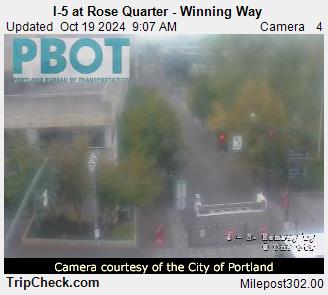 I-5 at Rose Quarter - Winning Way
Updated Oct 19 2024 9:07 AM Camera 4
PBOT
PORTLAND BUREAU OF TRANSPORTATION
Camera courtesy of the City of Portland
TripCheck.com Milepost302.00